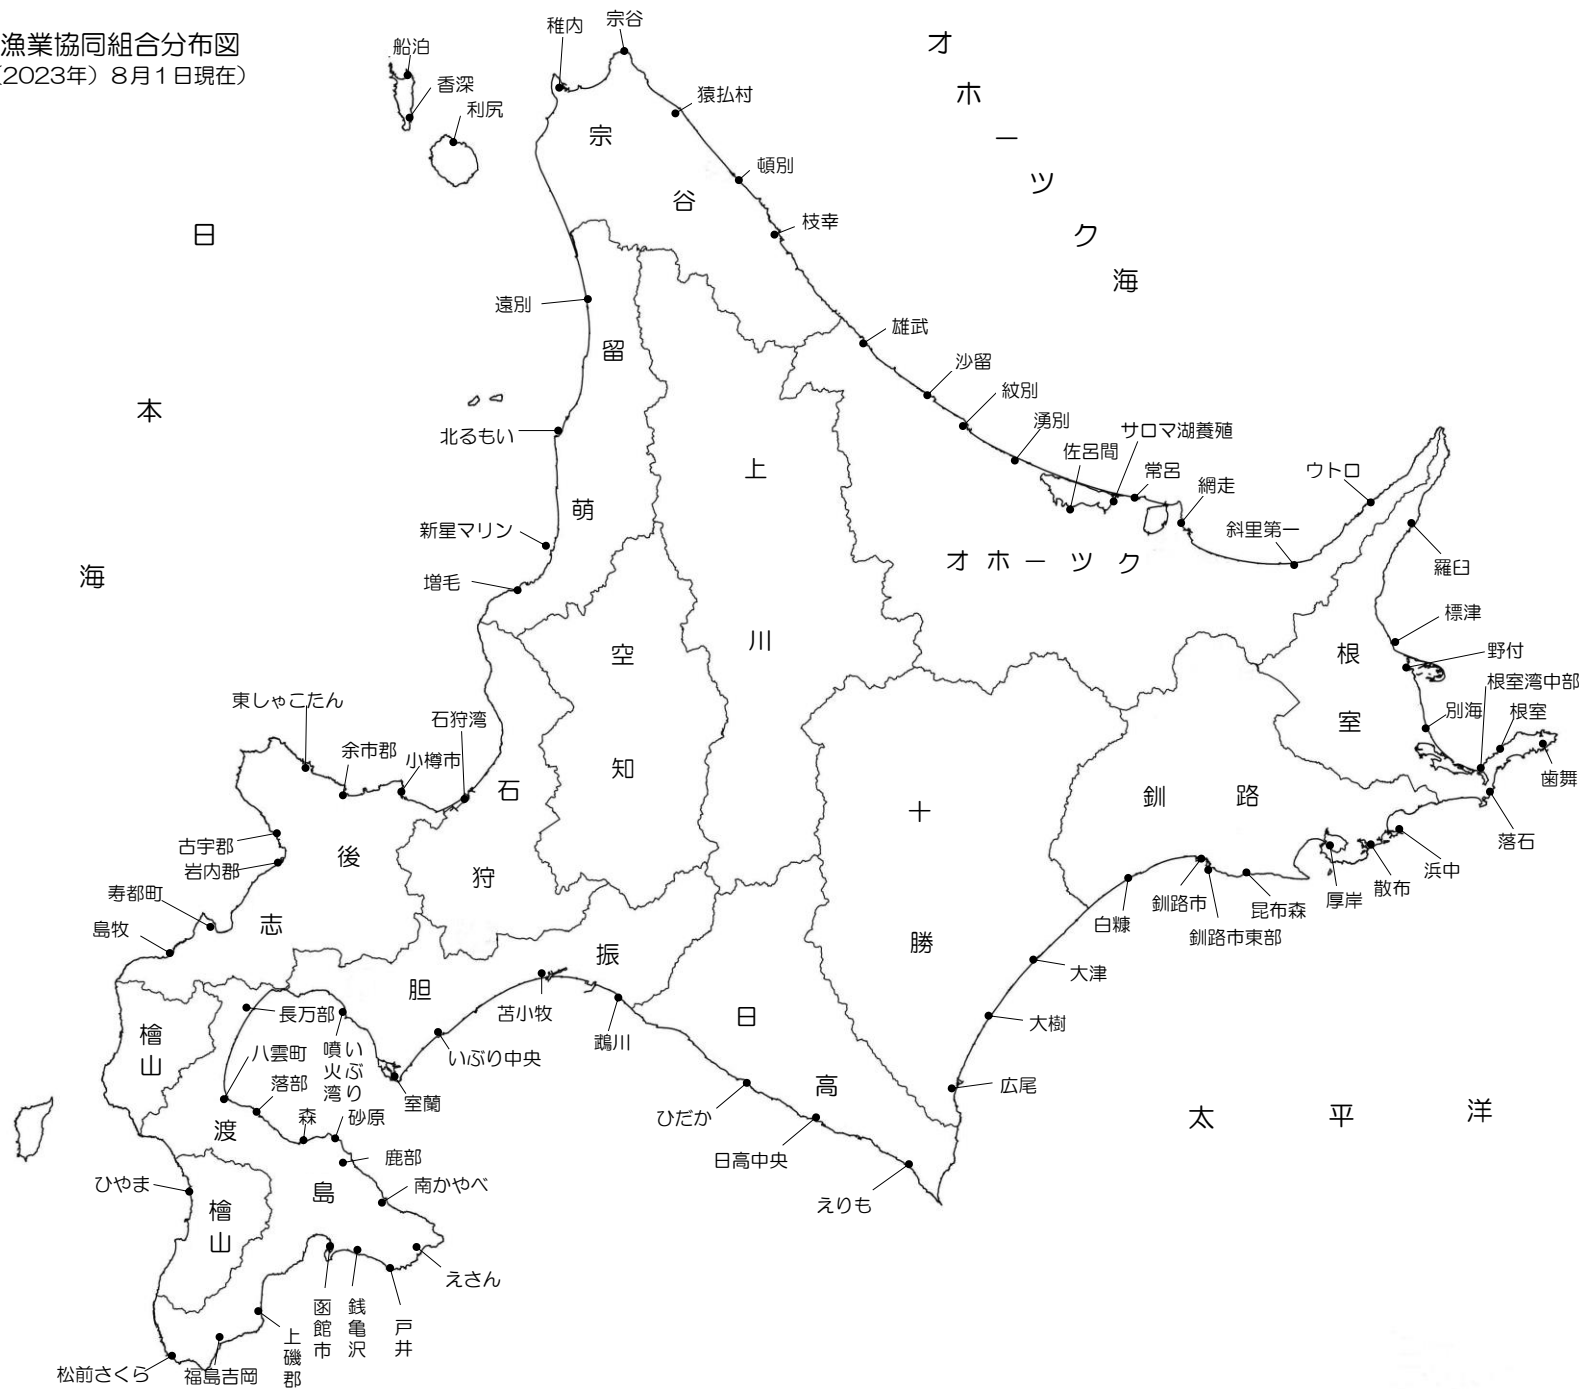 漁業協同組合分布図
(2023年）８月１日現在）
船泊
香深
利尻
稚内
宗谷
猿払村
頓別
枝幸
宗谷
オホーツク海
日本海
遠別
留萌
北るもい
新星マリン
増毛
雄武
沙留
紋別
湧別
佐呂間
サロマ湖養殖
常呂
網走
斜里第一
ウトロ
オホーツク
羅臼
標津
野付
別海
根室湾中部
根室
歯舞
落石
根室
上川
空知
石狩
石狩湾
小樽市
余市郡
東しゃこたん
古宇郡
岩内郡
寿都町
島牧
後志
釧路
浜中
散布
厚岸
昆布森
釧路市東部
釧路市
白糠
十勝
大津
大樹
広尾
日高
えりも
日高中央
ひだか
胆振
鵡川
苫小牧
いぶり中央
室蘭
いぶり
噴火湾
長万部
八雲町
落部
森
砂原
鹿部
南かやべ
えさん
戸井
銭亀沢
函館市
上磯郡
福島吉岡
松前さくら
渡島
檜山
檜山
ひやま
太平洋